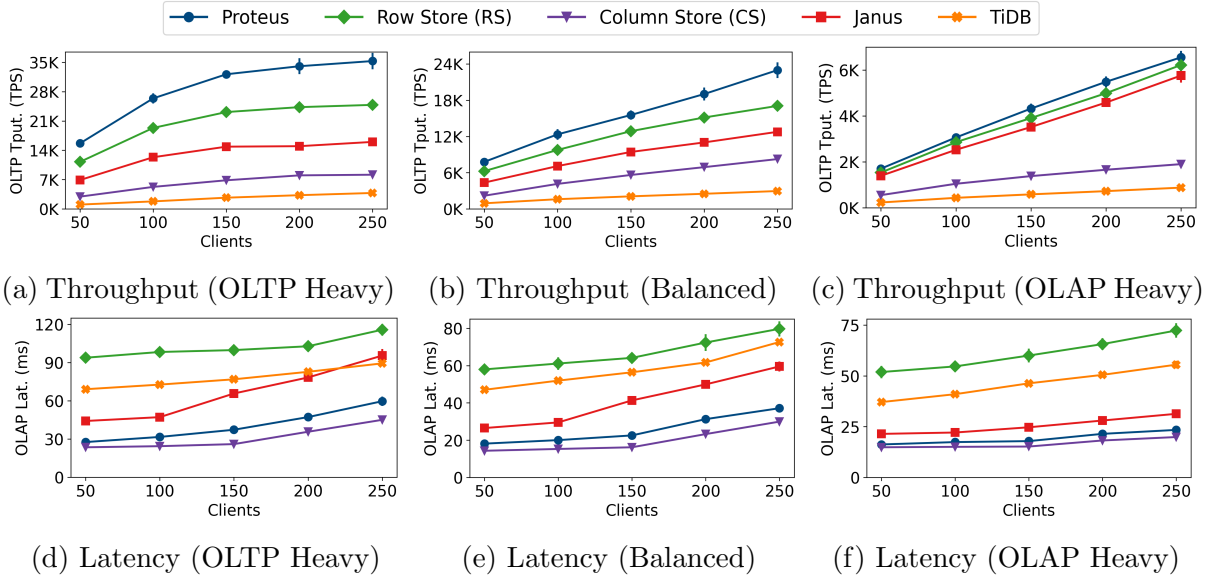 Proteus Row Store (RS) Column Store (CS) Janus TiDB
OLTP Tput. (TPS)
35K
28K
21K
14K
7K
0K
50 100 150 200 250
Clients
(a) Throughput (OLTP Heavy)
OLTP Tput. (TPS)
24K
18K
12K
6K
0K
50 100 150 200 250
Clients
(b) Throughput (Balanced)
OLTP Tput. (TPS)
6K
4K
2K
0K
50 100 150 200 250
Clients
(c) Throughput (OLAP Heavy)
OLAP Lat. (ms)
120
90
60
30
0
50 100 150 200 250
Clients
(d) Latency (OLTP Heavy)
OLAP Lat. (ms)
80
60
40
20
0
50 100 150 200 250
Clients
(e) Latency (Balanced)
OLAP Lat. (ms)
75
50
25
0
50 100 150 200 250
Clients
(f) Latency (OLAP Heavy)